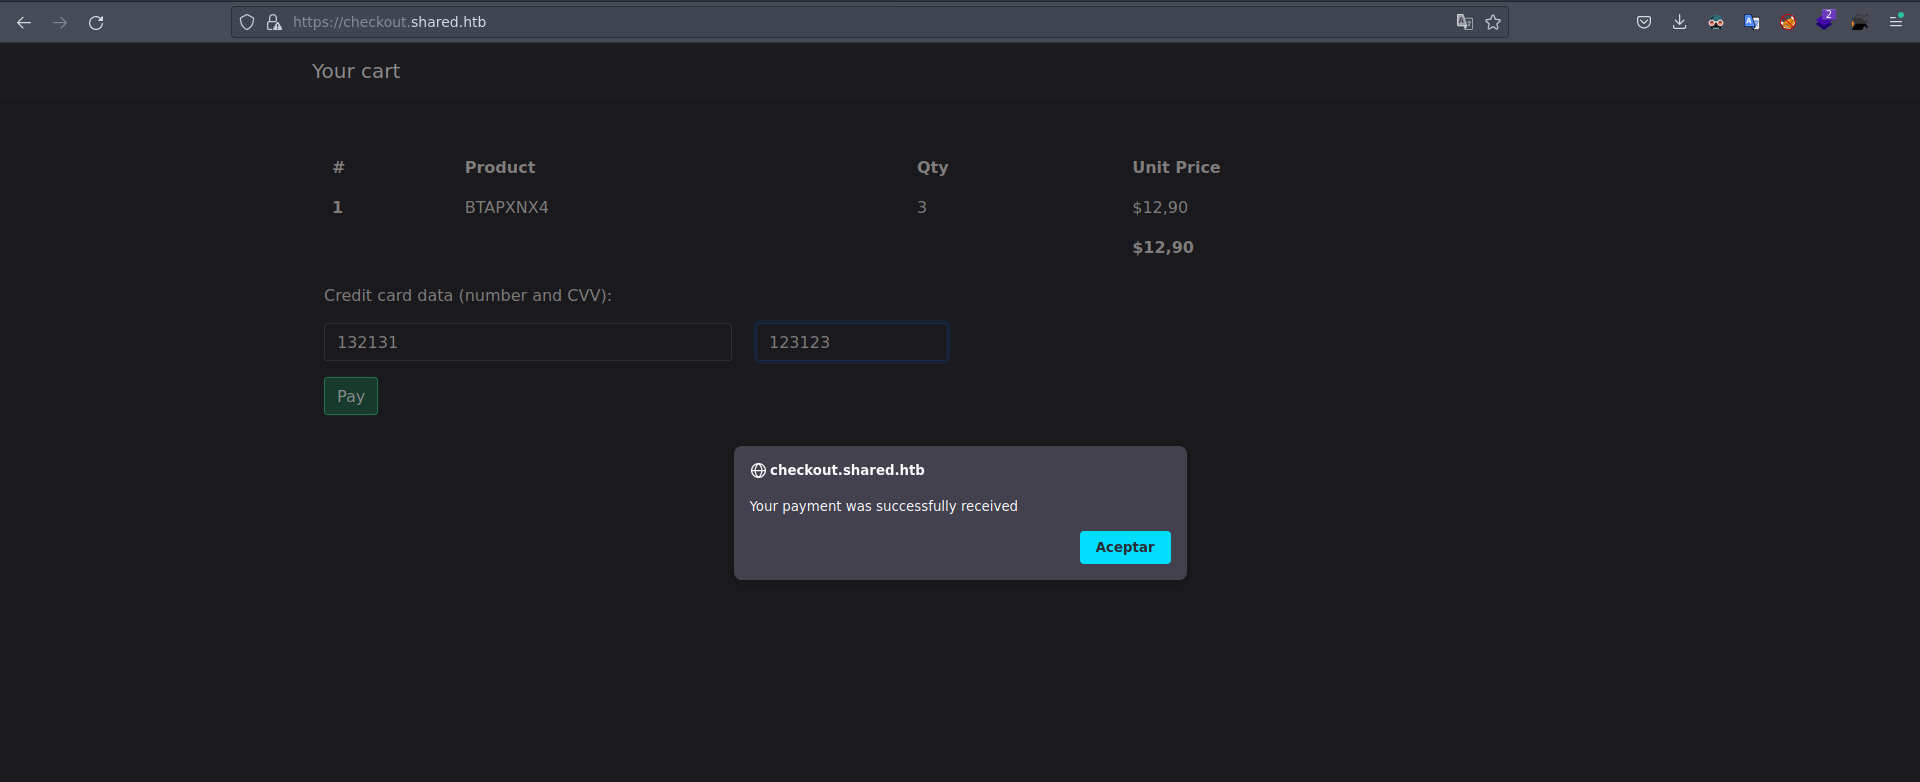 https://checkout.shared.htb
2
Your cart
# Product Qty Unit Price
1 BTAPXNX4 3 $12,90
$12,90
Credit card data (number and CVV):
132131 123123
Pay
checkout.shared.htb
Your payment was successfully received
Aceptar